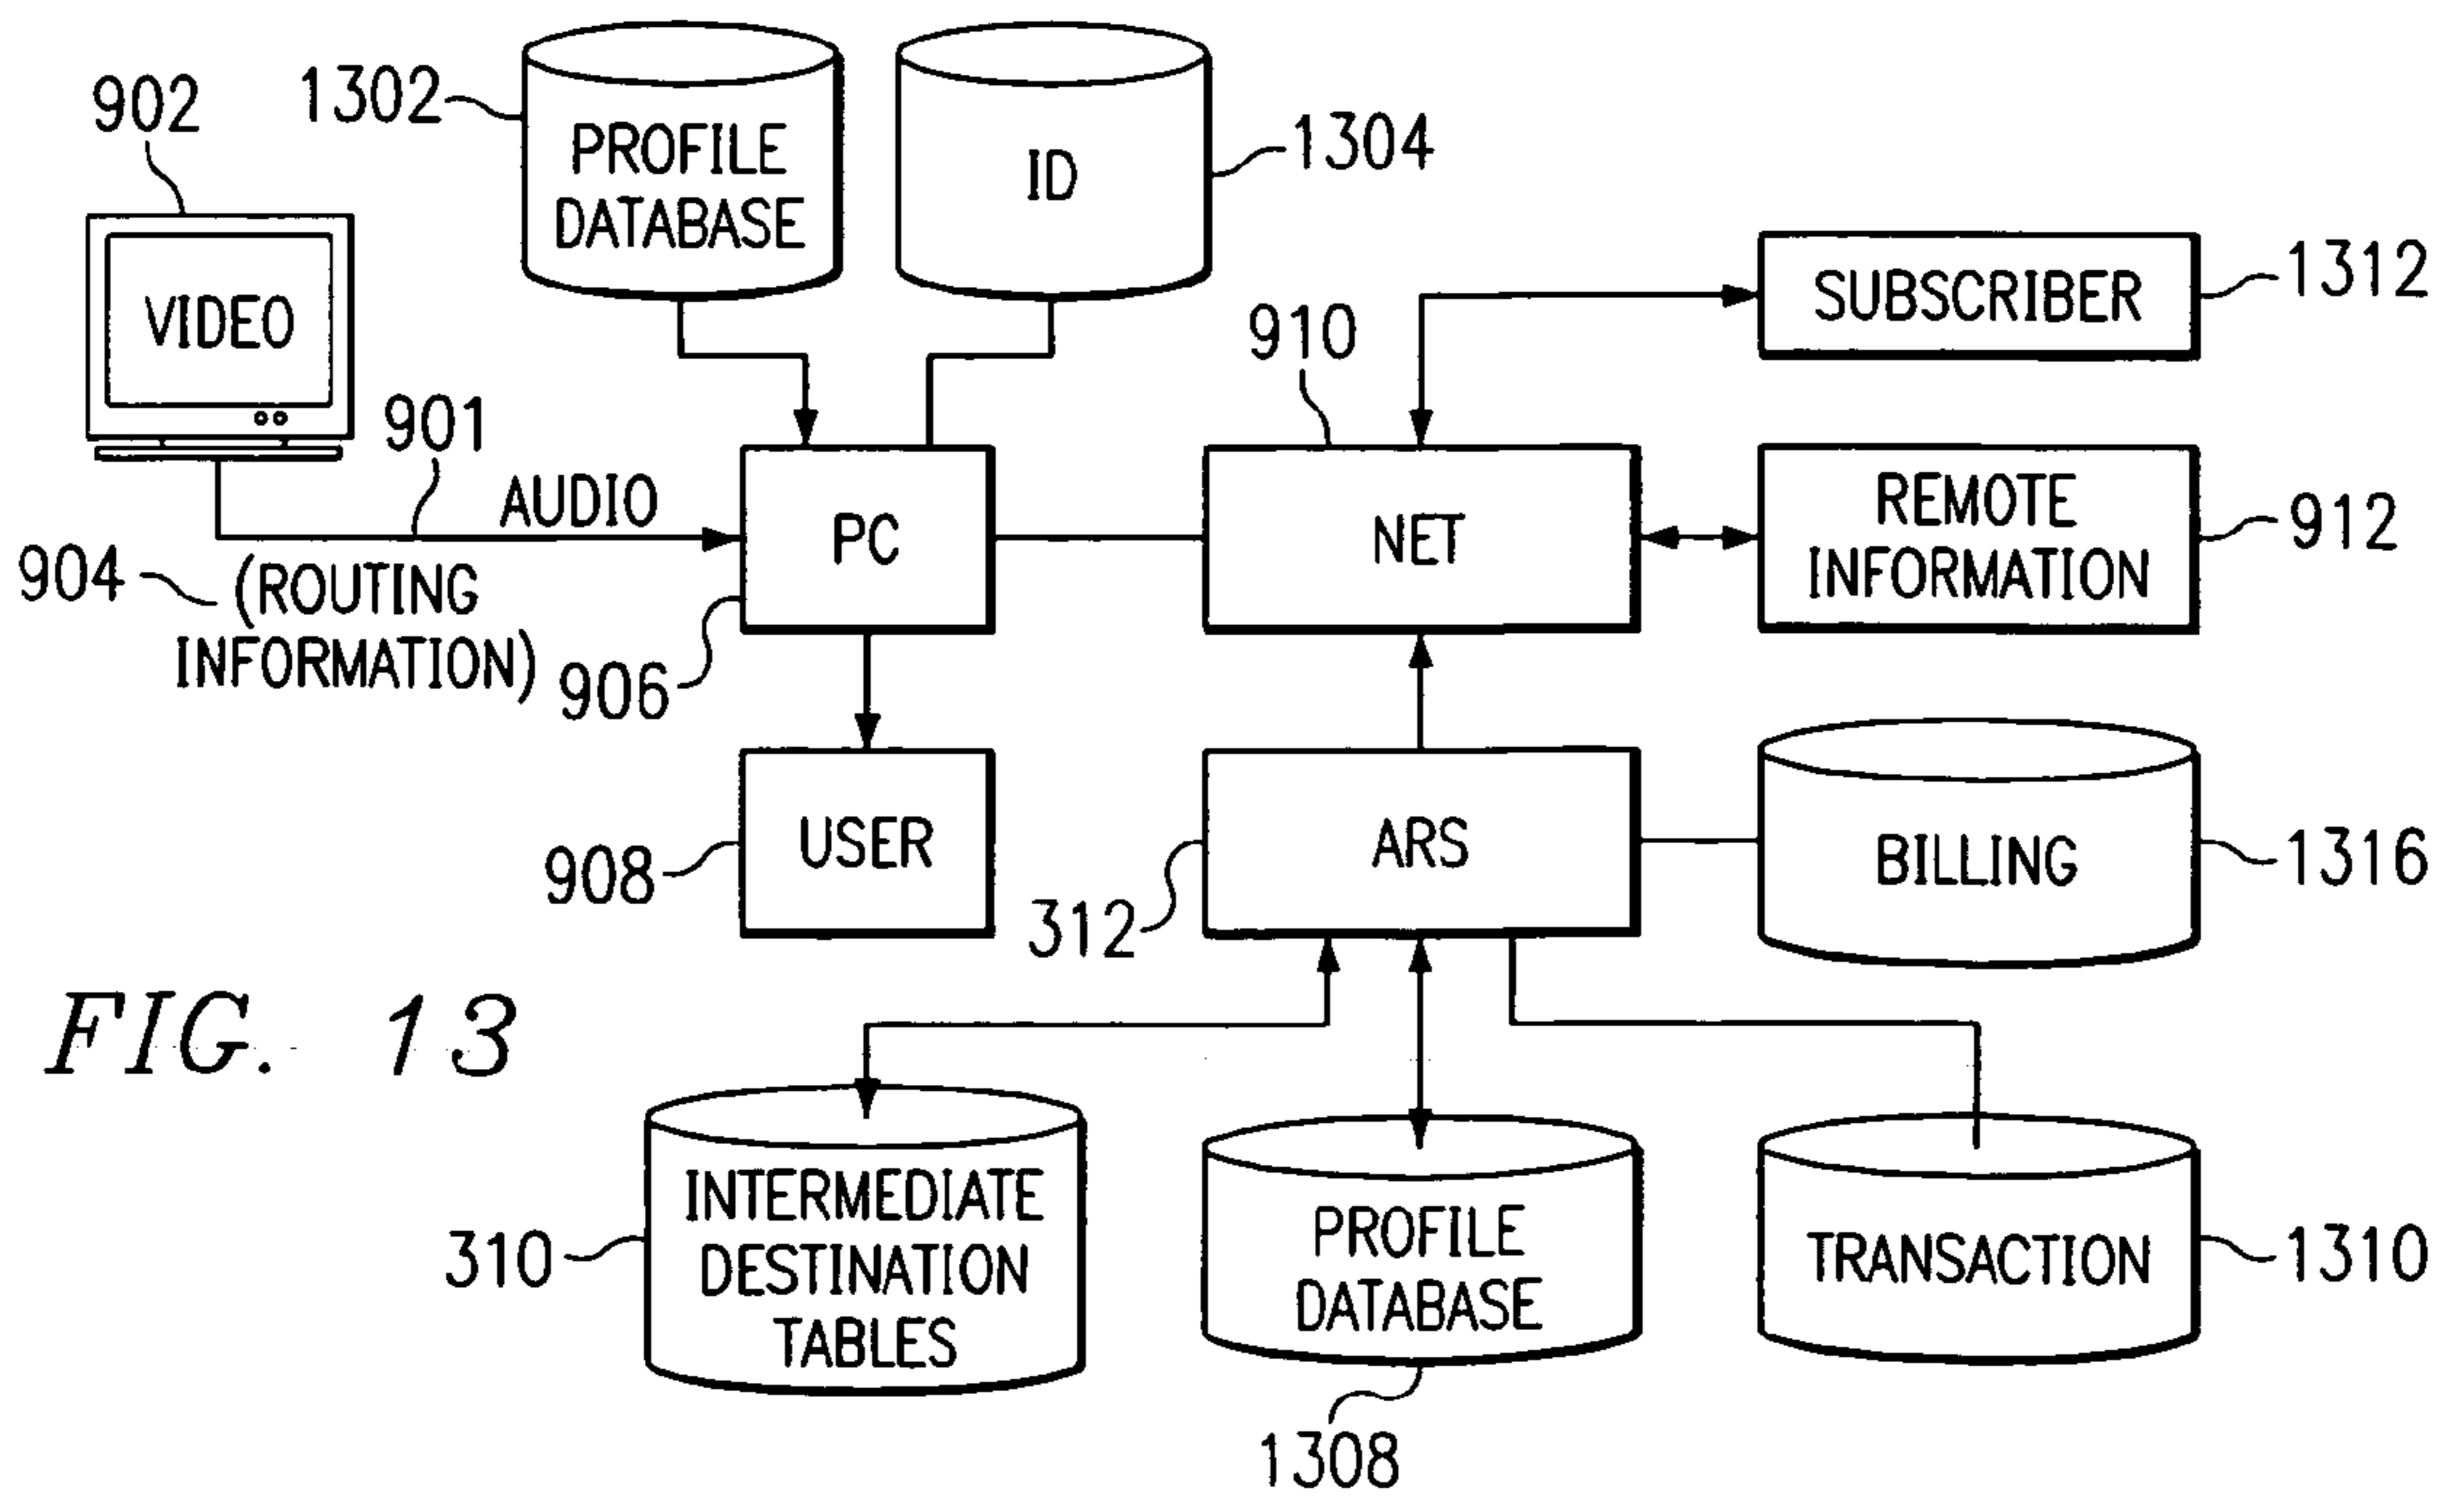 902
1302
PROFILE
DATABASE
ID
1304
VIDEO
901
AUDIO
904
(ROUTING
INFORMATION)
906
PC
910
NET
SUBSCRIBER
1312
REMOTE
INFORMATION
912
USER
908
ARS
312
BILLING
1316
FIG. 13
310
INTERMEDIATE
DESTINATION
TABLES
PROFILE
DATABASE
1308
TRANSACTION
1310